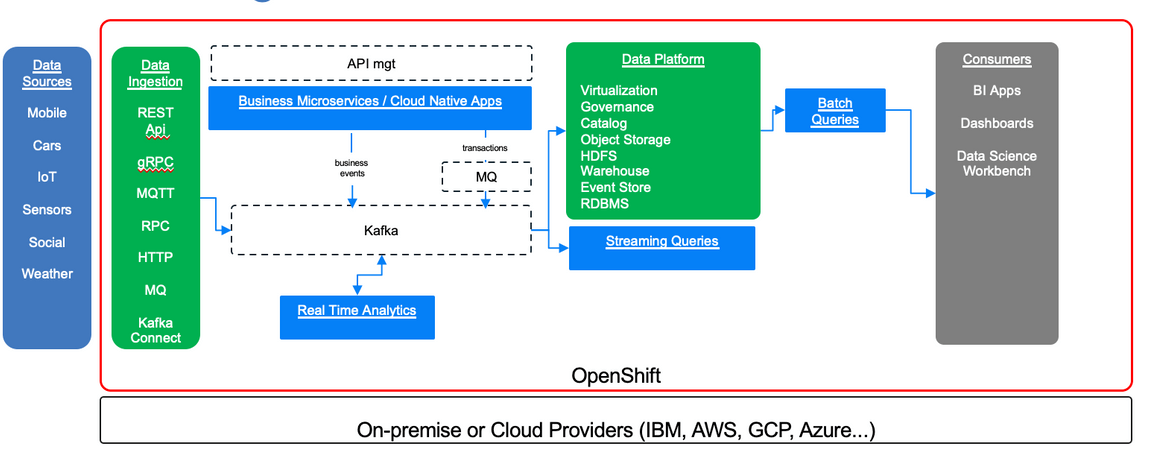 Data
Sources
Mobile
Cars
IoT
Sensors
Social
Weather
Data
Ingestion
REST
Api
gRPC
MQTT
RPC
HTTP
MQ
Kafka
Connect
API mgt
Business Microservices / Cloud Native Apps
business
events
transactions
MQ
Kafka
Real Time Analytics
Data Platform
Virtualization
Governance
Catalog
Object Storage
HDFS
Warehouse
Event Store
RDBMS
Streaming Queries
Batch
Queries
Consumers
BI Apps
Dashboards
Data Science
Workbench
OpenShift
On-premise or Cloud Providers (IBM, AWS, GCP, Azure...)